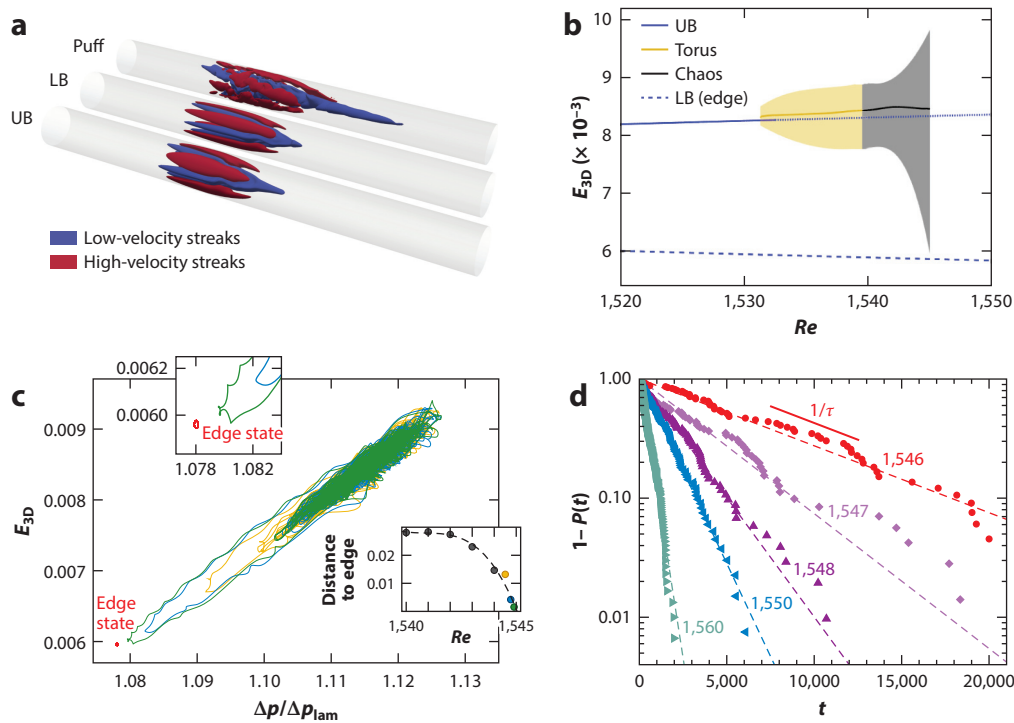 a
Puff
LB
UB
Low-velocity streaks
High-velocity streaks
b
10
9
8
7
6
E3D (× 10⁻³)
UB
Torus
Chaos
LB (edge)
1,520
1,530
1,540
1,550
Re
c
0.0062
0.0060
Edge state
1.078
1.082
0.009
0.008
0.007
0.006
E3D
Edge
state
Distance
to edge
0.02
0.01
1,540
1,545
Re
1.08
1.09
1.10
1.11
1.12
1.13
Δp/Δplam
d
1.00
0.10
0.01
1– P(t)
1/τ
1,546
1,547
1,548
1,550
1,560
0
5,000
10,000
15,000
20,000
t